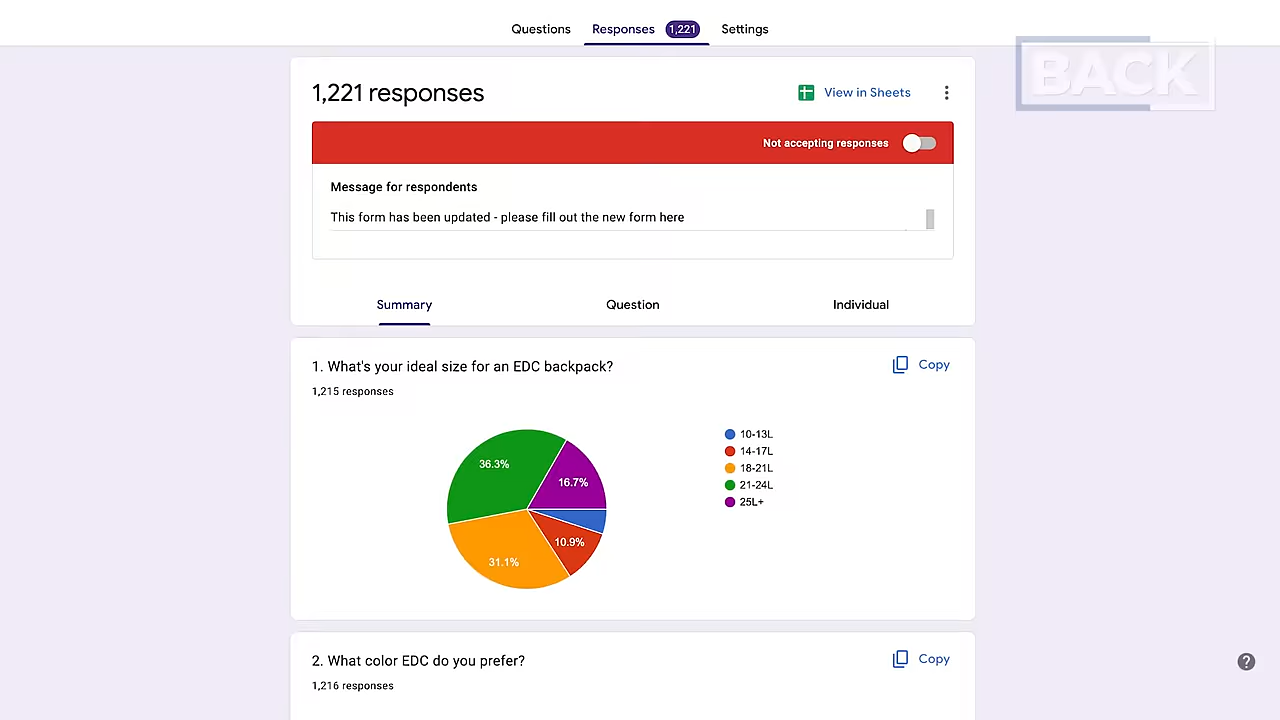 Questions
Responses 1,221
Settings
BACK
1,221 responses
View in Sheets
Not accepting responses
Message for respondents
This form has been updated - please fill out the new form here
Summary
Question
Individual
1. What's your ideal size for an EDC backpack?
Copy
1,215 responses
36.3%
16.7%
10.9%
31.1%
10-13L
14-17L
18-21L
21-24L
25L+
2. What color EDC do you prefer?
Copy
1,216 responses
?